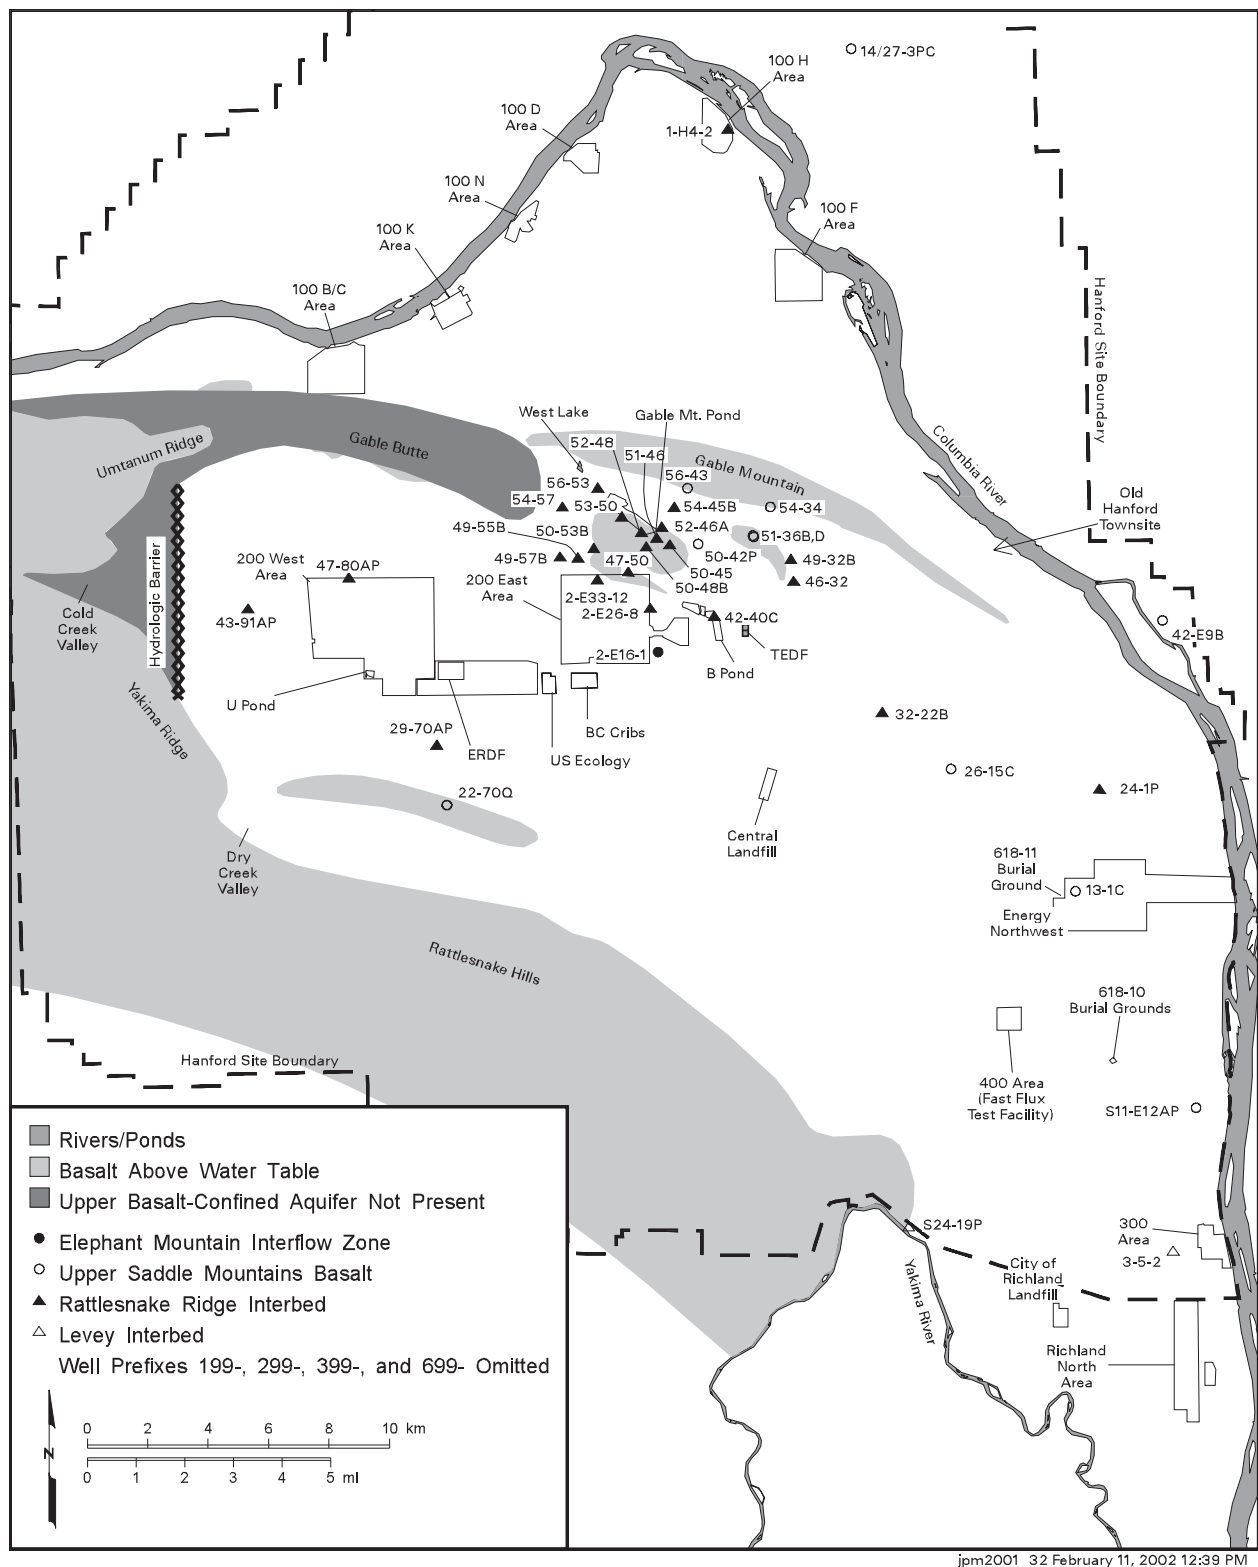 14/27-3PC
100 H
Area
1-H4-2
100 D
Area
100 N
Area
100 K
Area
100 F
Area
100 B/C
Area
Hanford Site Boundary
Columbia River
West Lake
Gable Mt. Pond
52-48
51-46
Gable Butte
Umtanum Ridge
Gable Mountain
56-43
56-53
54-57
53-50
54-45B
54-34
Old
Hanford
Townsite
49-55B
50-53B
52-46A
51-36B,D
49-57B
47-50
50-42P
49-32B
200 West
Area
47-80AP
200 East
Area
50-45
50-48B
46-32
2-E33-12
2-E26-8
42-40C
Cold
Creek
Valley
Hydrologic Barrier
43-91AP
42-E9B
2-E16-1
TEDF
B Pond
U Pond
Yakima Ridge
29-70AP
ERDF
BC Cribs
US Ecology
32-22B
22-70Q
26-15C
24-1P
Central
Landfill
Dry
Creek
Valley
618-11
Burial
Ground
13-1C
Energy
Northwest
Rattlesnake Hills
618-10
Burial Grounds
Hanford Site Boundary
400 Area
(Fast Flux
Test Facility)
S11-E12AP
S24-19P
300
Area
3-5-2
City of
Richland
Landfill
Yakima River
Richland
North
Area
Rivers/Ponds
Basalt Above Water Table
Upper Basalt-Confined Aquifer Not Present
Elephant Mountain Interflow Zone
Upper Saddle Mountains Basalt
Rattlesnake Ridge Interbed
Levey Interbed
Well Prefixes 199-, 299-, 399-, and 699- Omitted
0 2 4 6 8 10 km
N
0 1 2 3 4 5 mI
jpm2001 32 February 11, 2002 12:39 PM